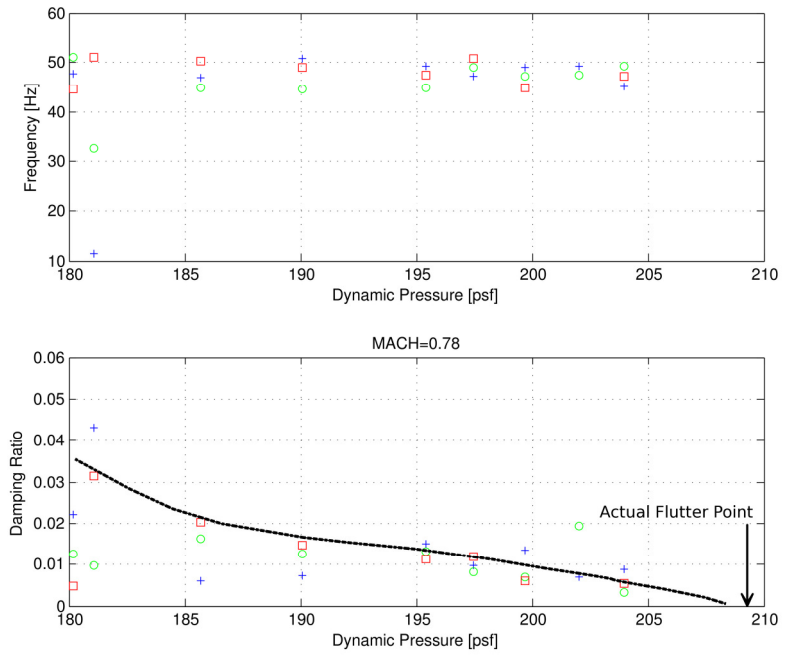 60
50
40
30
20
10
Frequency [Hz]
180 185 190 195 200 205 210
Dynamic Pressure [psf]
MACH=0.78
0.06
0.05
0.04
0.03
0.02
0.01
0
Damping Ratio
Actual Flutter Point
180 185 190 195 200 205 210
Dynamic Pressure [psf]